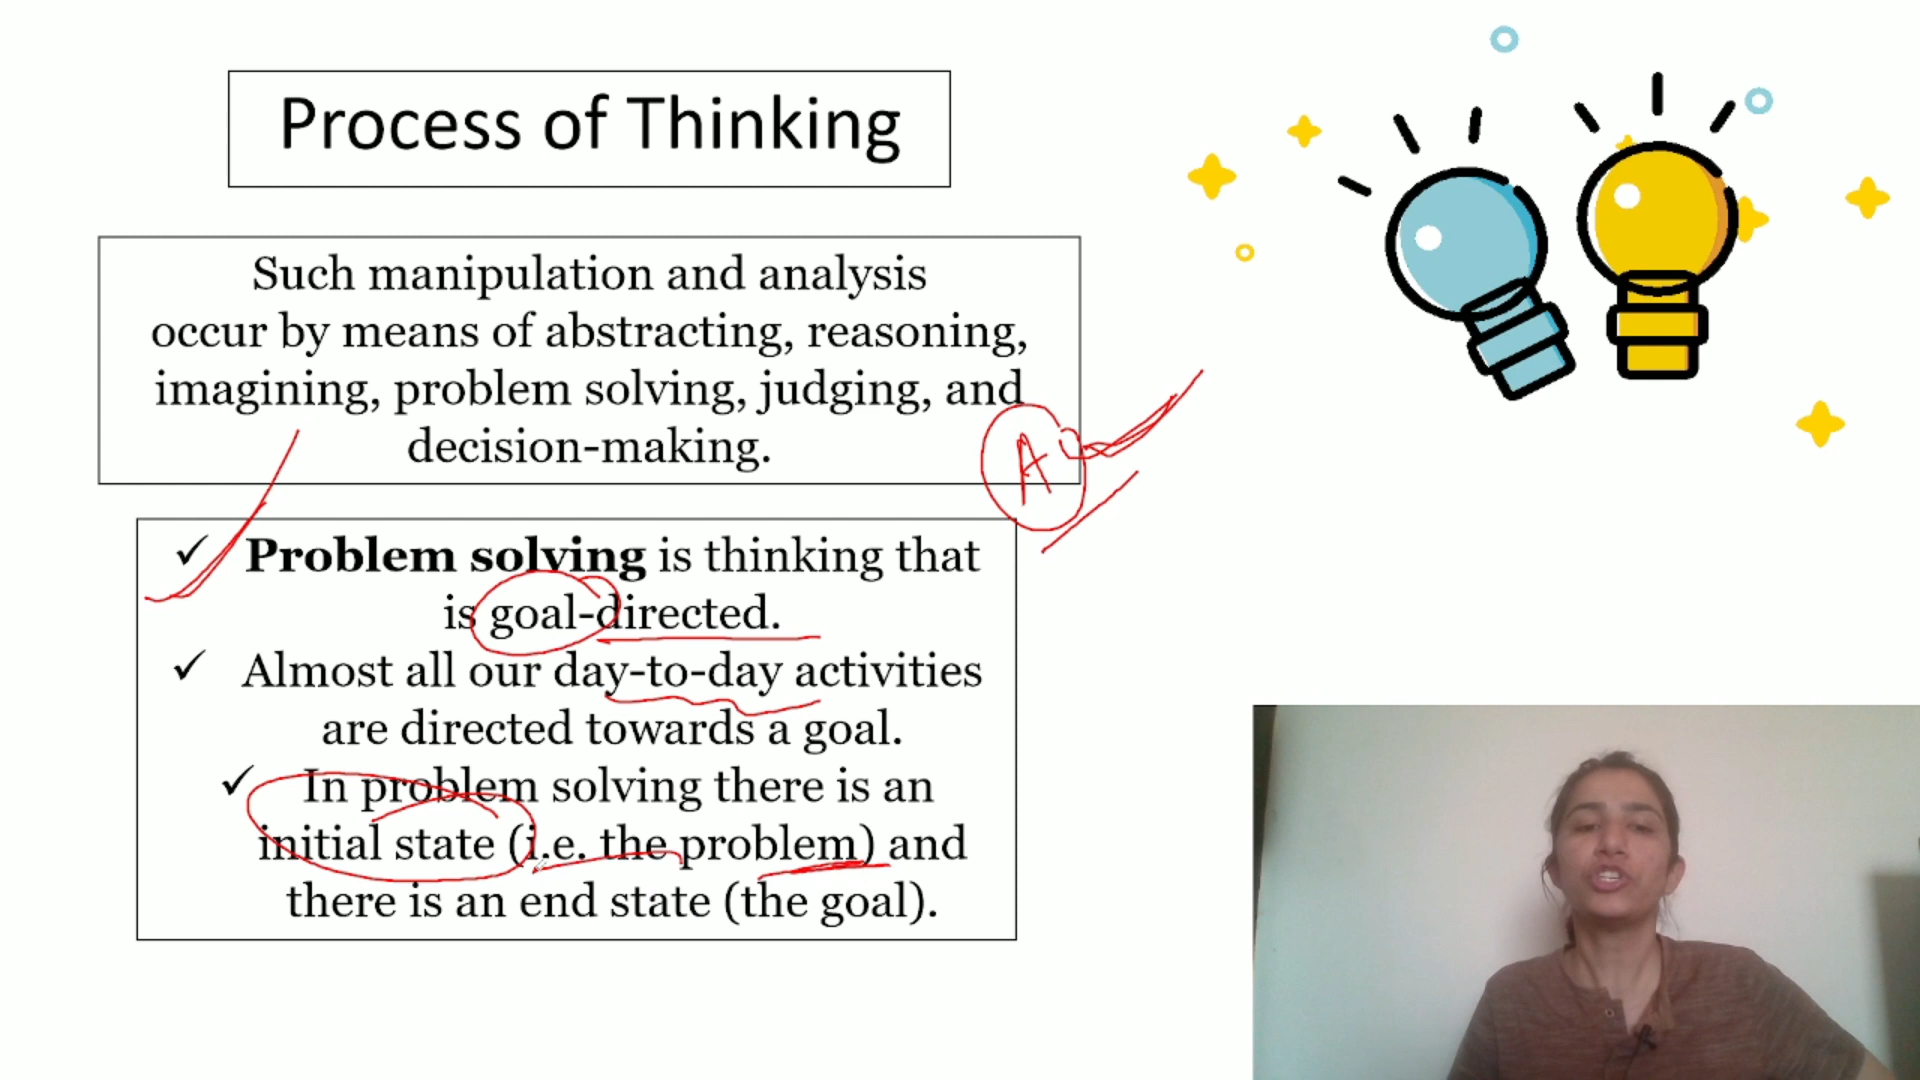 Process of Thinking
Such manipulation and analysis
occur by means of abstracting, reasoning,
imagining, problem solving, judging, and
decision-making.
A
✓ Problem solving is thinking that
is goal-directed.
✓ Almost all our day-to-day activities
are directed towards a goal.
✓ In problem solving there is an
initial state (i.e. the problem) and
there is an end state (the goal).